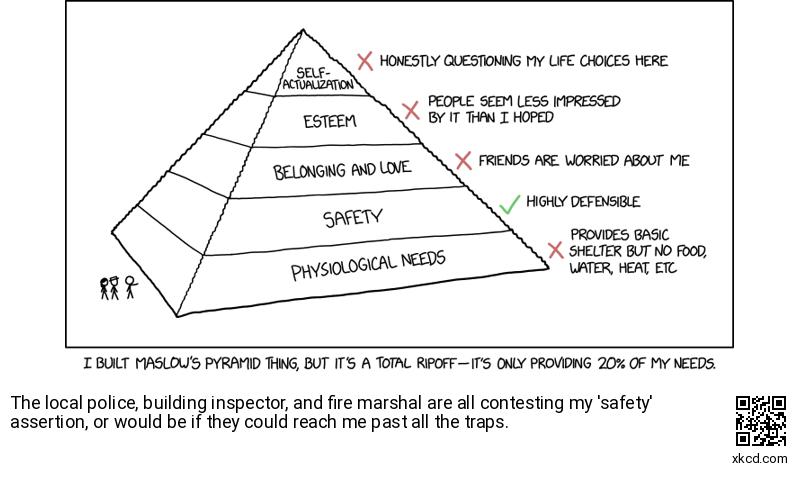 SELF-
ACTUALIZATION
HONESTLY QUESTIONING MY LIFE CHOICES HERE
ESTEEM
PEOPLE SEEM LESS IMPRESSED
BY IT THAN I HOPED
BELONGING AND LOVE
FRIENDS ARE WORRIED ABOUT ME
SAFETY
HIGHLY DEFENSIBLE
PHYSIOLOGICAL NEEDS
PROVIDES BASIC
SHELTER BUT NO FOOD,
WATER, HEAT, ETC
I BUILT MASLOW'S PYRAMID THING, BUT IT'S A TOTAL RIPOFF—IT'S ONLY PROVIDING 20% OF MY NEEDS.
The local police, building inspector, and fire marshal are all contesting my 'safety'
assertion, or would be if they could reach me past all the traps.
xkcd.com